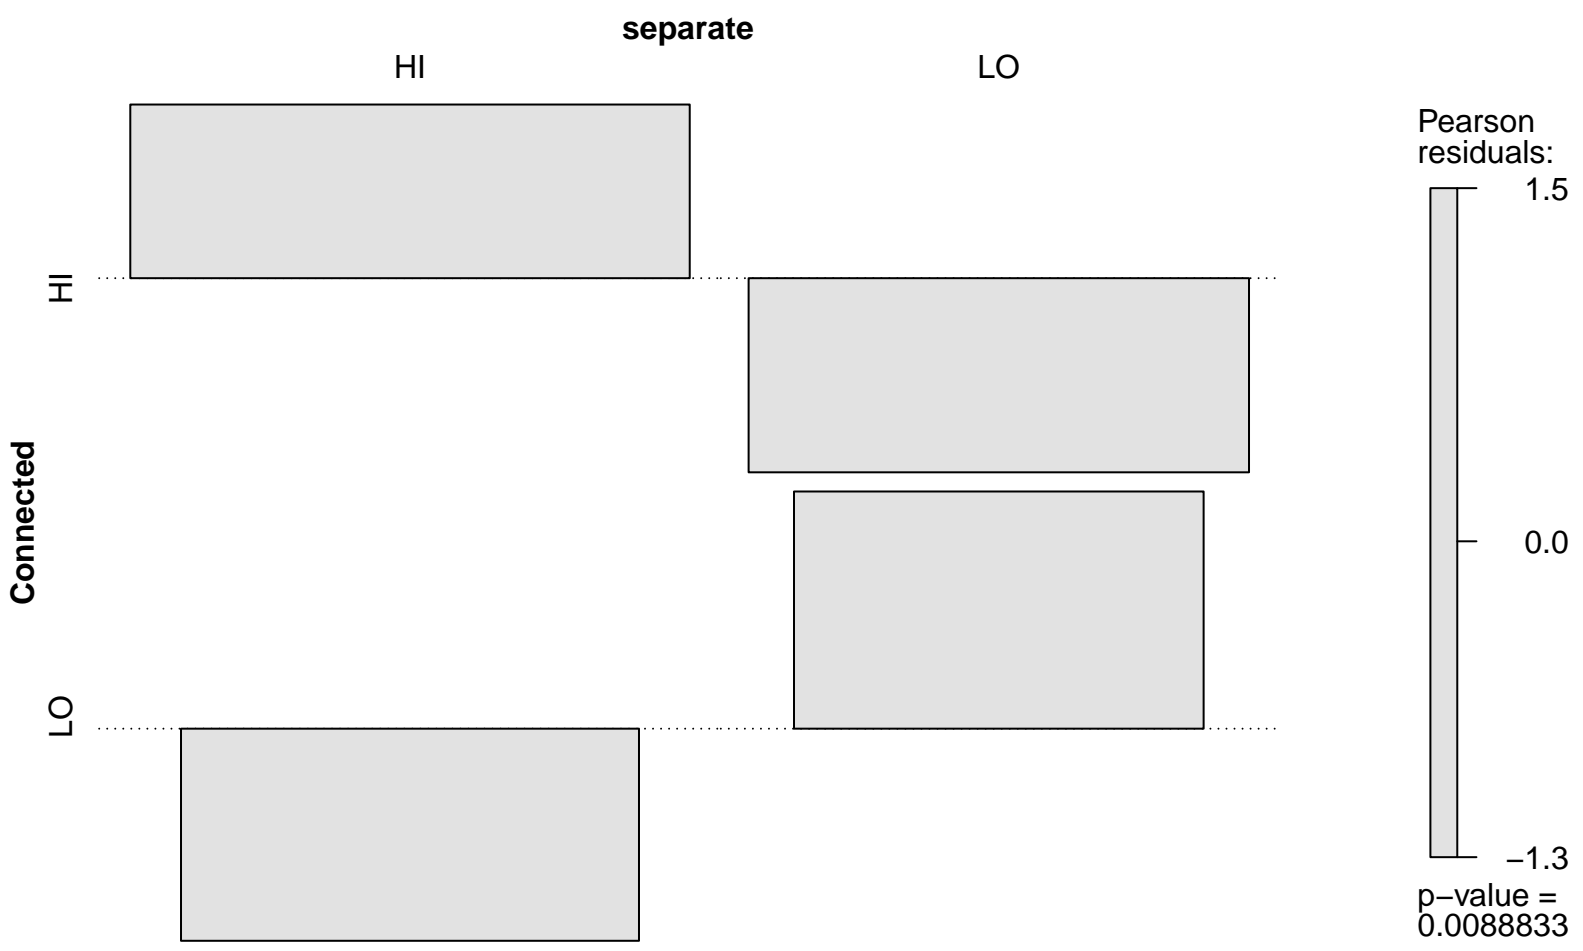 separate
HI
LO
HI
Connected
LO
Pearson
residuals:
1.5
0.0
−1.3
p−value =
0.0088833